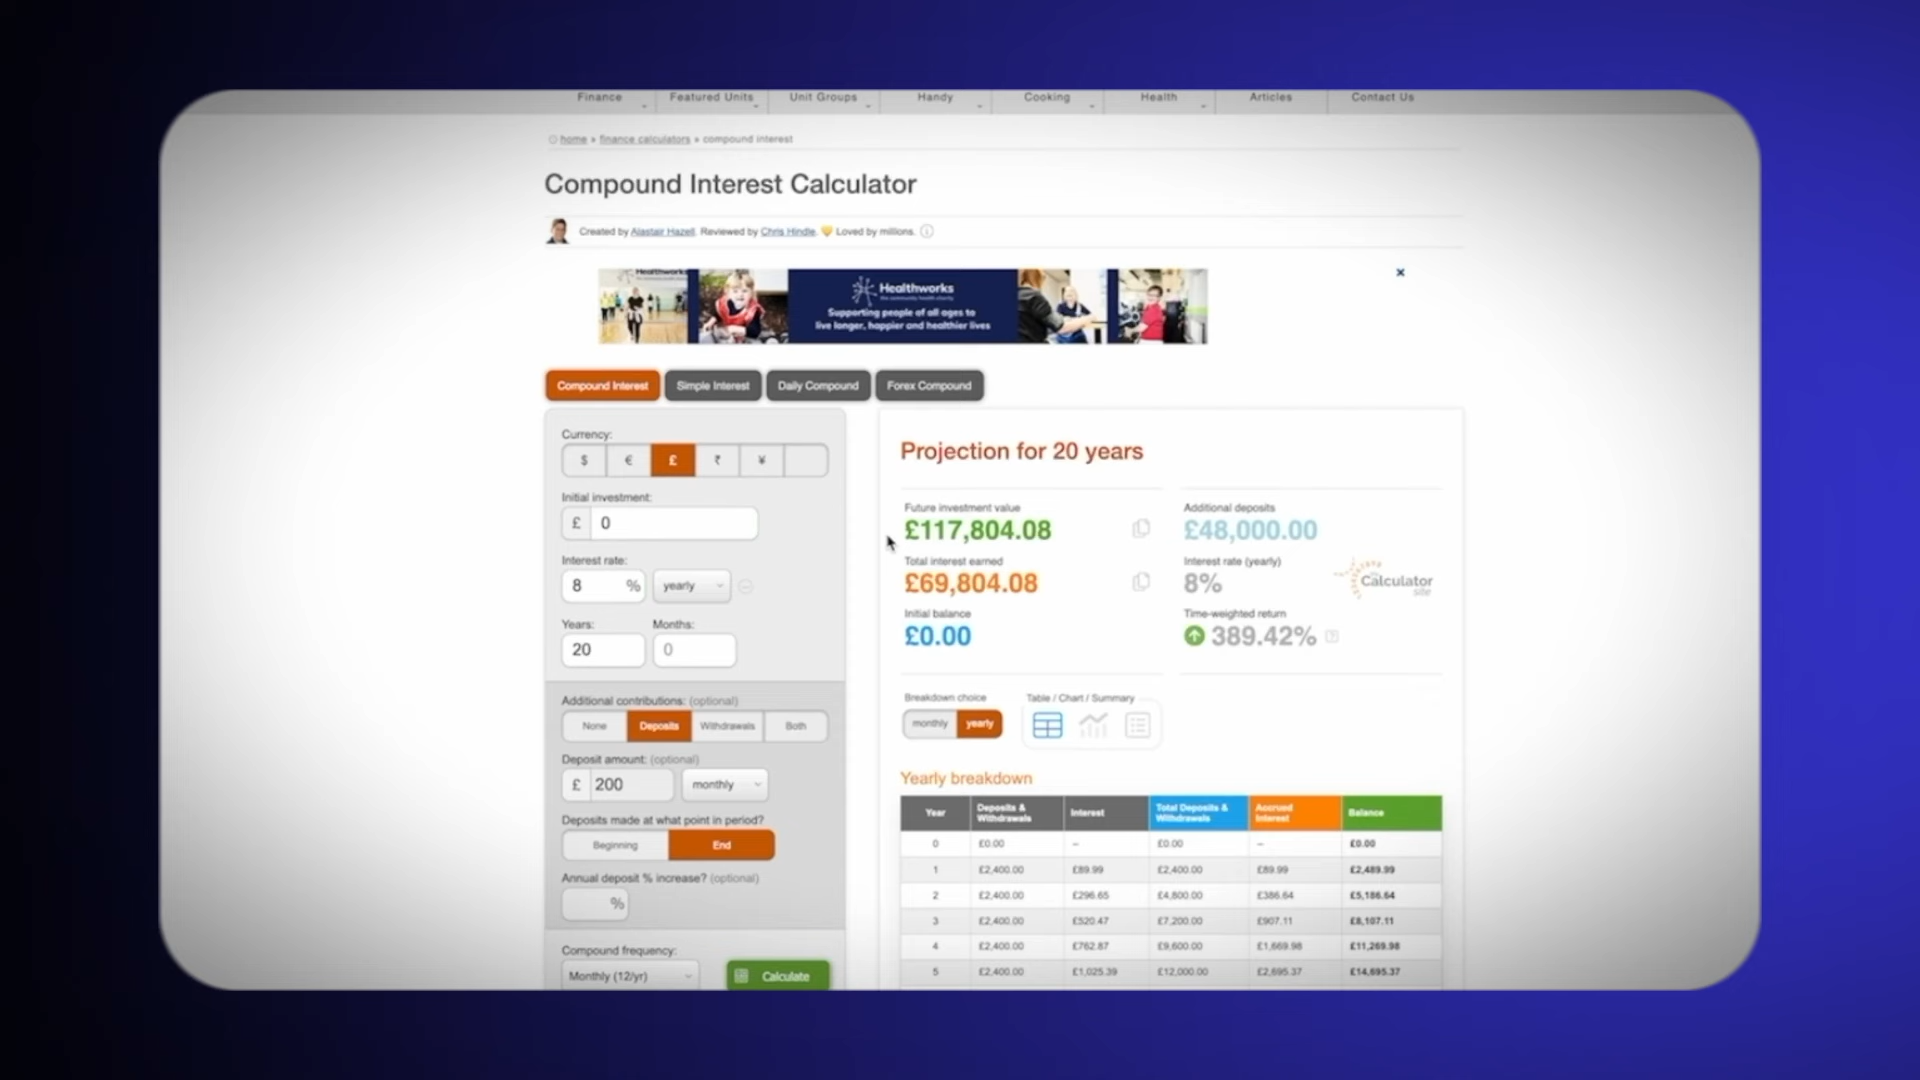 Finance
Featured Units
Unit Groups
Handy
Cooking
Health
Articles
Contact Us
home » finance calculators » compound interest
Compound Interest Calculator
Created by Alastair Hazell. Reviewed by Chris Hindle. Loved by millions.
Healthworks
Healthworks
the community health charity
Supporting people of all ages to
live longer, happier and healthier lives
Compound Interest
Simple Interest
Daily Compound
Forex Compound
Currency:
$ € £ ₹ ¥
Initial investment:
£ 0
Interest rate:
8 % yearly
Years: Months:
20 0
Additional contributions: (optional)
None Deposits Withdrawals Both
Deposit amount: (optional)
£ 200 monthly
Deposits made at what point in period?
Beginning End
Annual deposit % increase? (optional)
%
Compound frequency:
Monthly (12/yr) Calculate
Projection for 20 years
Future investment value
£117,804.08
Additional deposits
£48,000.00
Total interest earned
£69,804.08
Interest rate (yearly)
8%
Initial balance
£0.00
Time-weighted return
389.42%
Calculator
site
Breakdown choice
monthly yearly
Table / Chart / Summary
Yearly breakdown
Year Deposits & Withdrawals Interest Total Deposits & Withdrawals Accrued Interest Balance
0 £0.00 – £0.00 – £0.00
1 £2,400.00 £89.99 £2,400.00 £89.99 £2,489.99
2 £2,400.00 £296.65 £4,800.00 £386.64 £5,186.64
3 £2,400.00 £520.47 £7,200.00 £907.11 £8,107.11
4 £2,400.00 £762.87 £9,600.00 £1,669.98 £11,269.98
5 £2,400.00 £1,025.39 £12,000.00 £2,695.37 £14,695.37